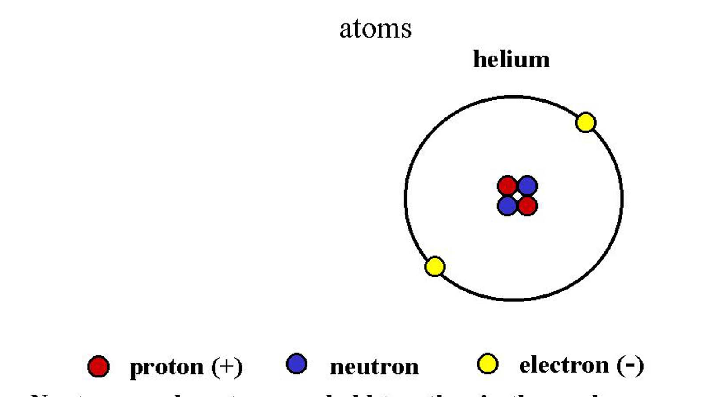 atoms
helium
proton (+) neutron electron (-)